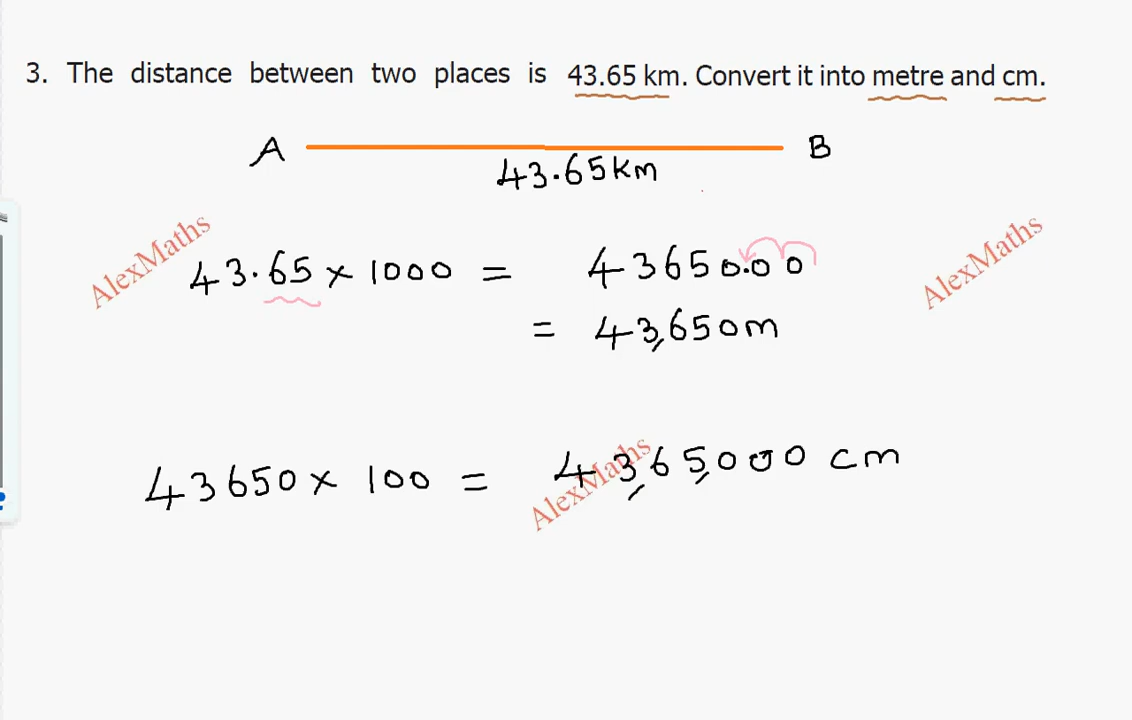 3. The distance between two places is 43.65 km. Convert it into metre and cm.
A B
43.65km
AlexMaths AlexMaths
43.65 × 1000 = 43650.00
= 43,650m
43650 × 100 = 43,65,000 cm
AlexMaths